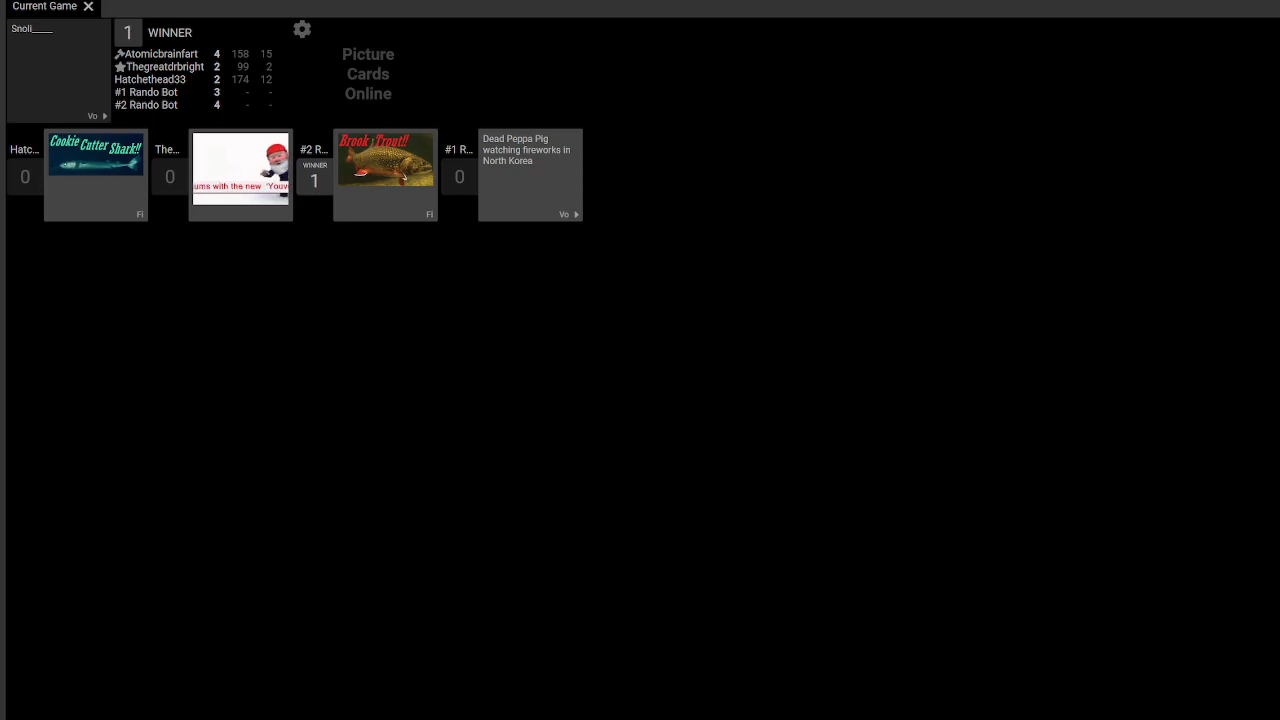 Current Game
Snoli____
Vo
1 WINNER
Atomicbrainfart 4 158 15
Thegreatdrbright 2 99 2
Hatchethead33 2 174 12
#1 Rando Bot 3 - -
#2 Rando Bot 4 - -
Picture
Cards
Online
Hatc...
0
Cookie Cutter Shark!!
Fi
The...
0
ums with the new 'Youv
#2 R...
WINNER
1
Brook Trout!!
Fi
#1 R...
0
Dead Peppa Pig
watching fireworks in
North Korea
Vo